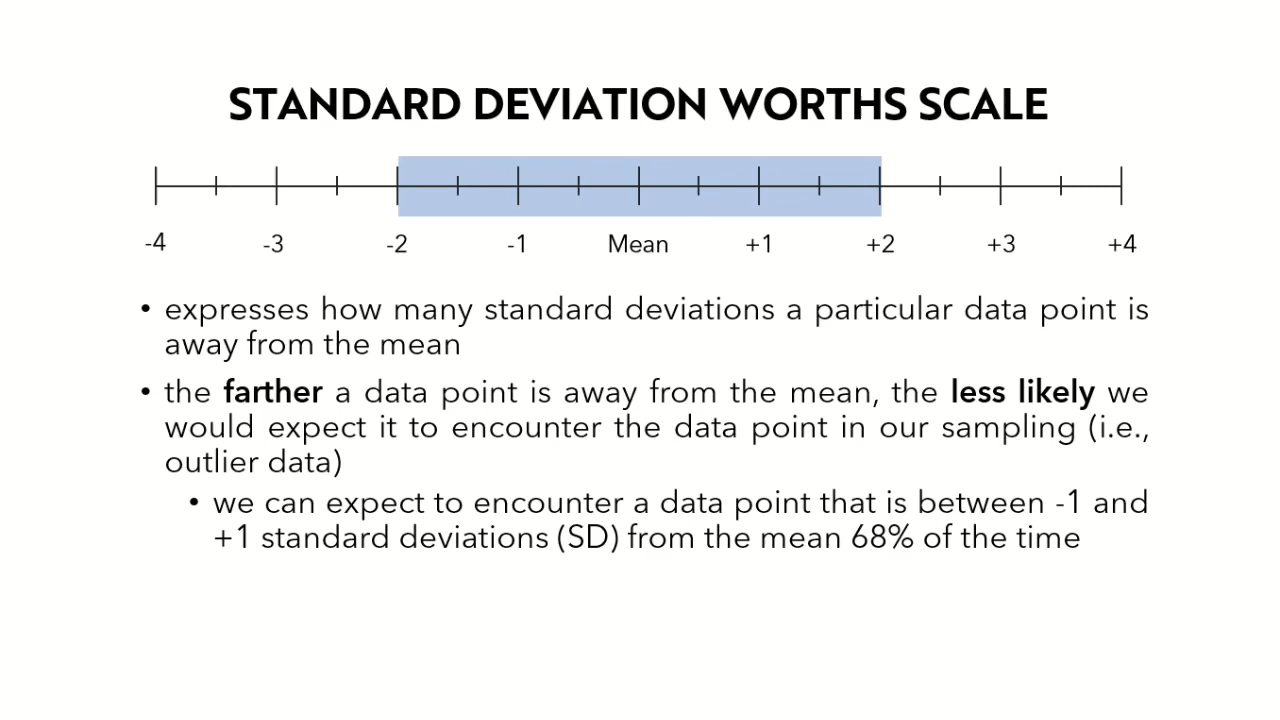 STANDARD DEVIATION WORTHS SCALE
-4 -3 -2 -1 Mean +1 +2 +3 +4
• expresses how many standard deviations a particular data point is
away from the mean
• the farther a data point is away from the mean, the less likely we
would expect it to encounter the data point in our sampling (i.e.,
outlier data)
• we can expect to encounter a data point that is between -1 and
+1 standard deviations (SD) from the mean 68% of the time